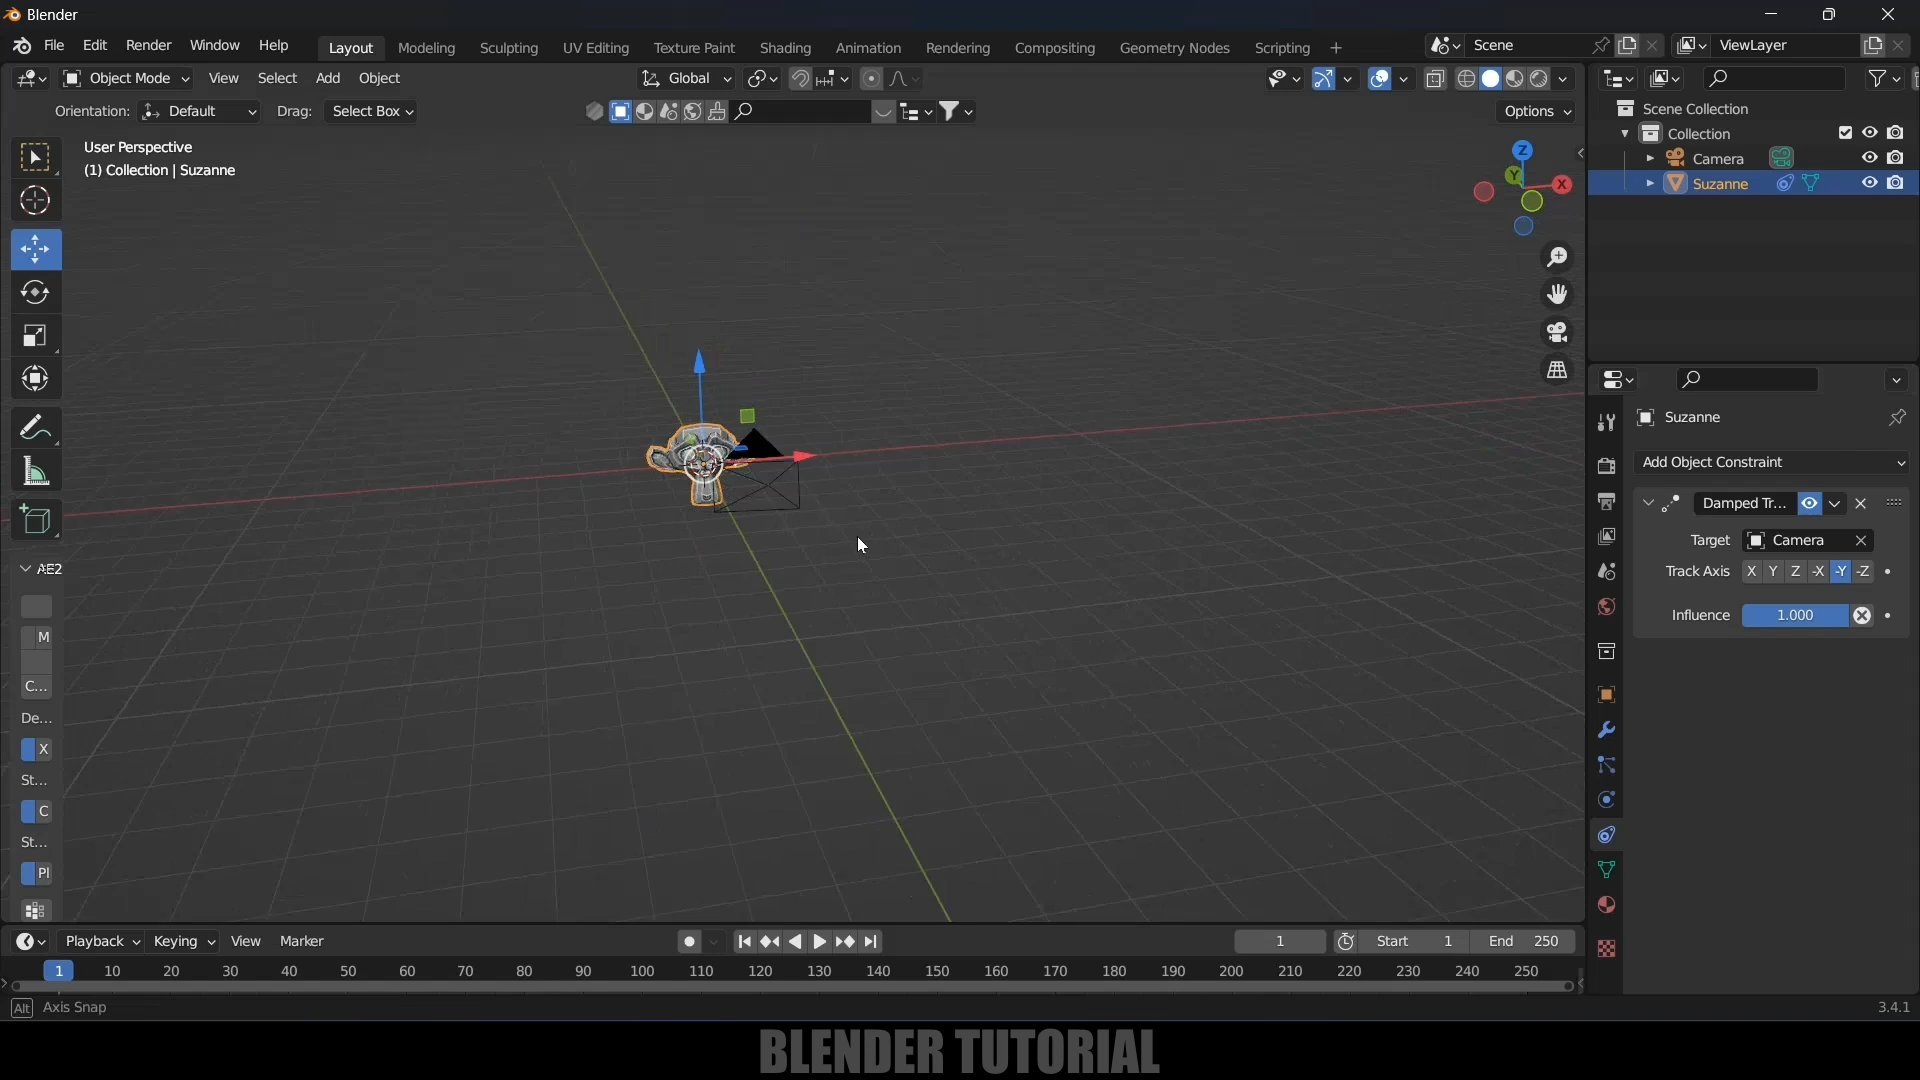 Blender
File Edit Render Window Help Layout Modeling Sculpting UV Editing Texture Paint Shading Animation Rendering Compositing Geometry Nodes Scripting + Scene ViewLayer
Object Mode View Select Add Object Global
Orientation: Default Drag: Select Box Options
User Perspective
(1) Collection | Suzanne
Z
Y
X
Scene Collection
Collection
Camera
Suzanne
Suzanne
Add Object Constraint
Damped Tr...
Target Camera
Track Axis X Y Z -X -Y -Z
Influence 1.000
M
C...
De...
X
St...
C
St...
Pl
Playback Keying View Marker 1 Start 1 End 250
1 10 20 30 40 50 60 70 80 90 100 110 120 130 140 150 160 170 180 190 200 210 220 230 240 250
Alt Axis Snap 3.4.1
BLENDER TUTORIAL